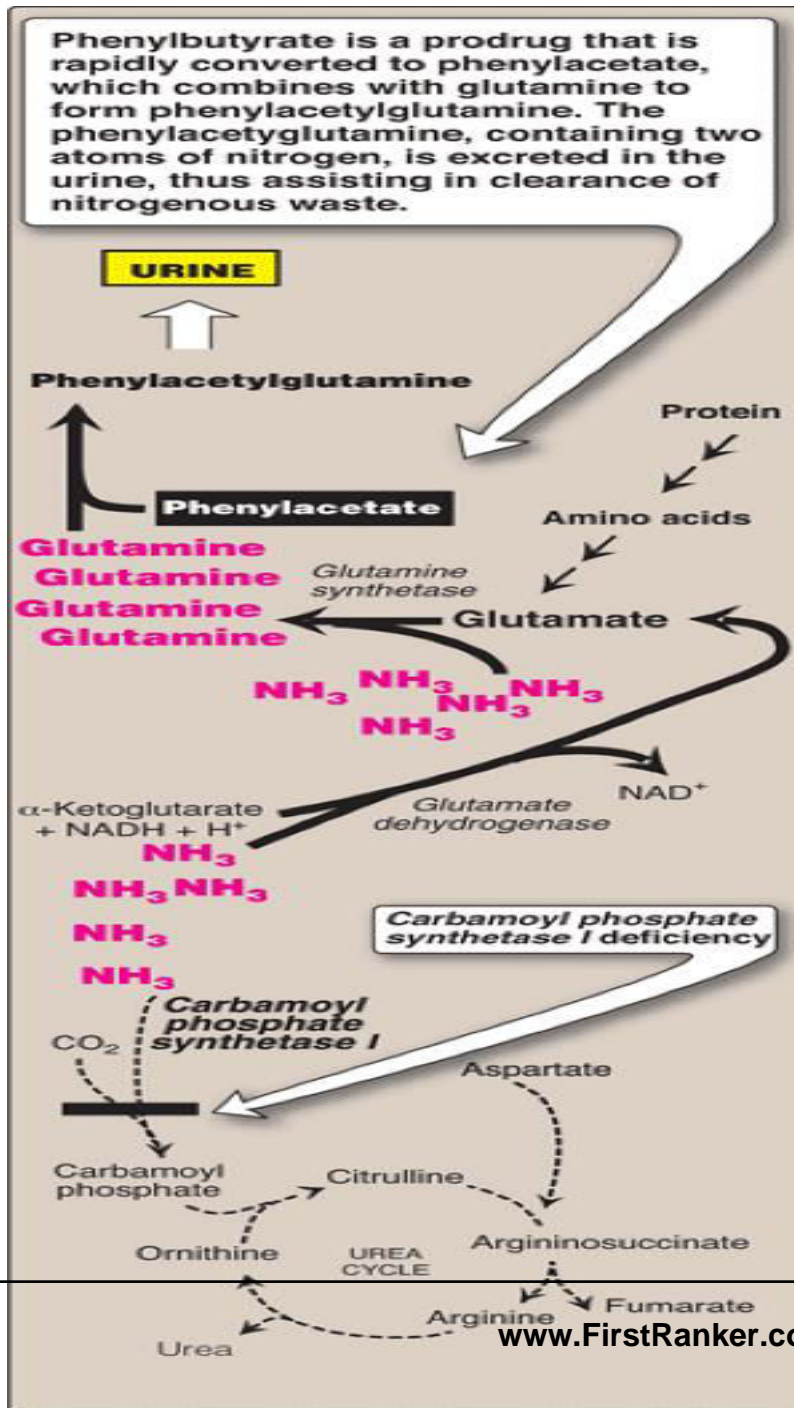 Phenylbutyrate is a prodrug that is
rapidly converted to phenylacetate,
which combines with glutamine to
form phenylacetylglutamine. The
phenylacetyglutamine, containing two
atoms of nitrogen, is excreted in the
urine, thus assisting in clearance of
nitrogenous waste.
URINE
Phenylacetylglutamine
Protein
Phenylacetate
Amino acids
Glutamine
Glutamine
Glutamine
Glutamine
Glutamine
synthetase
Glutamate
NH₃ NH₃ NH₃ NH₃
NH₃
NAD⁺
α-Ketoglutarate
+ NADH + H⁺
Glutamate
dehydrogenase
NH₃
NH₃ NH₃
NH₃
NH₃
Carbamoyl phosphate
synthetase I deficiency
Carbamoyl
phosphate
synthetase I
CO₂
Aspartate
Carbamoyl
phosphate
Citrulline
Ornithine
UREA
CYCLE
Argininosuccinate
Arginine
Fumarate
Urea
www.FirstRanker.co